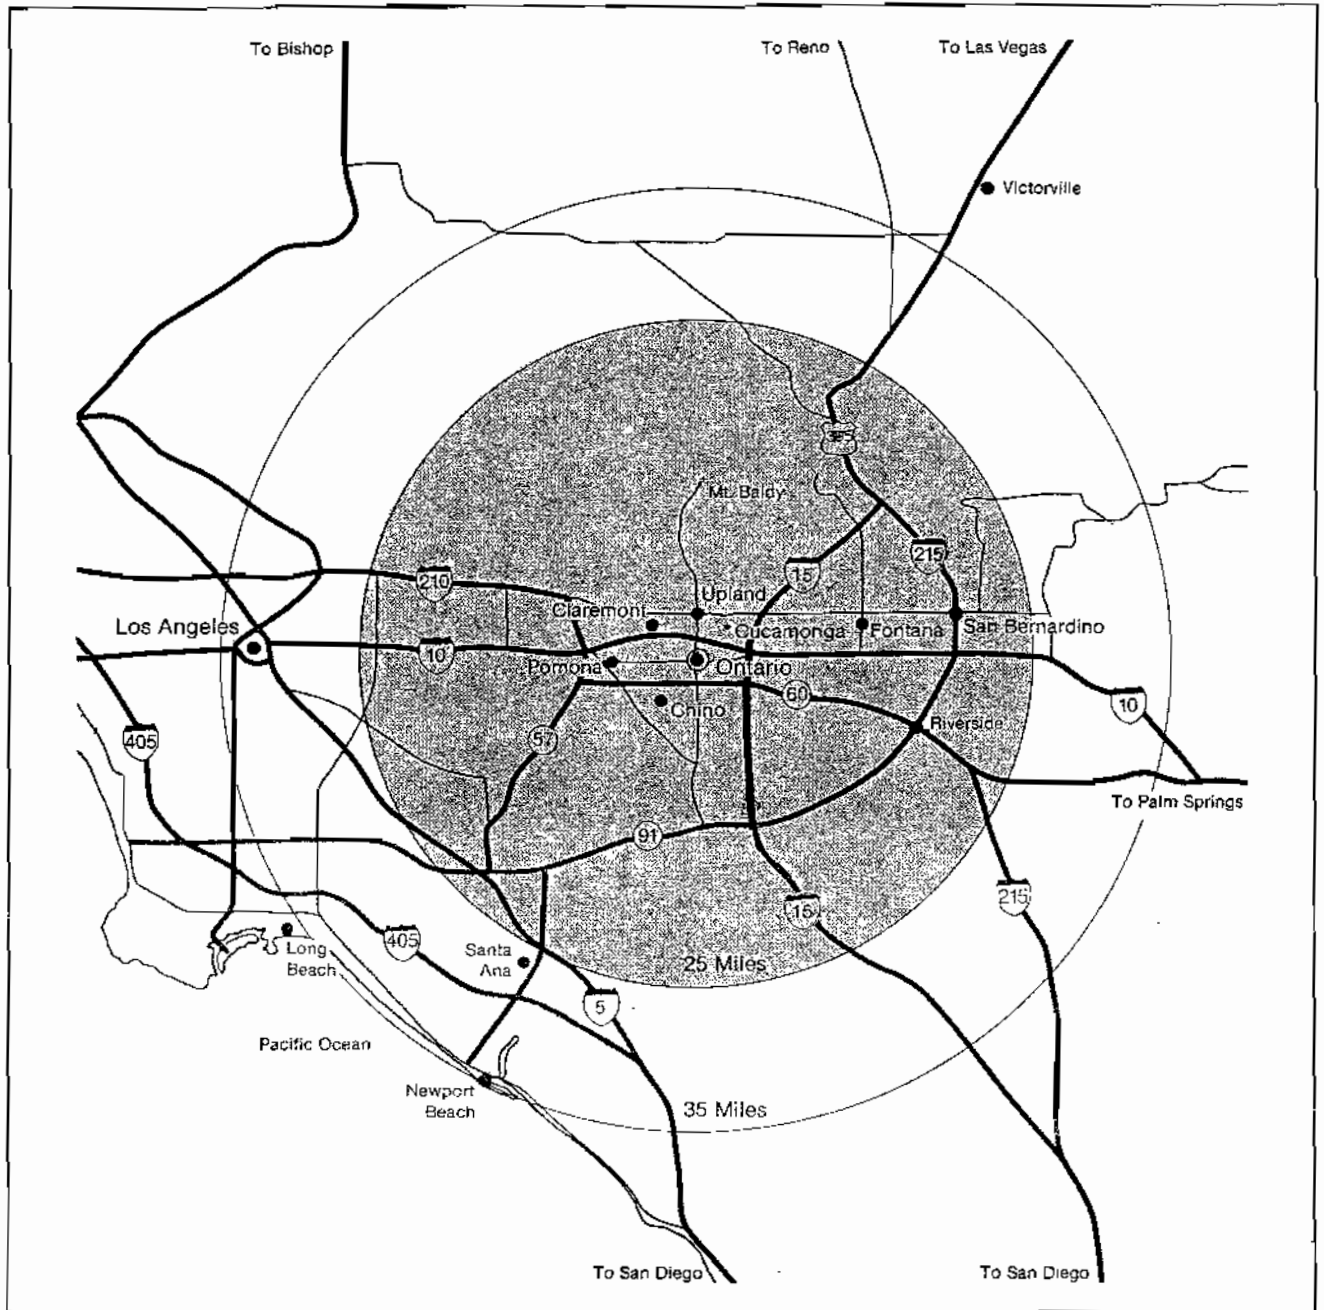 To Bishop
To Reno
To Las Vegas
Victorville
Mt. Baldy
215
15
210
Upland
Claremont
Los Angeles
Cucamonga
Fontana
San Bernardino
10
Pomona
Ontario
60
10
Chino
Riverside
405
57
To Palm Springs
91
215
15
405
Santa
Ana
Long
Beach
25 Miles
5
Pacific Ocean
Newport
Beach
35 Miles
To San Diego
To San Diego